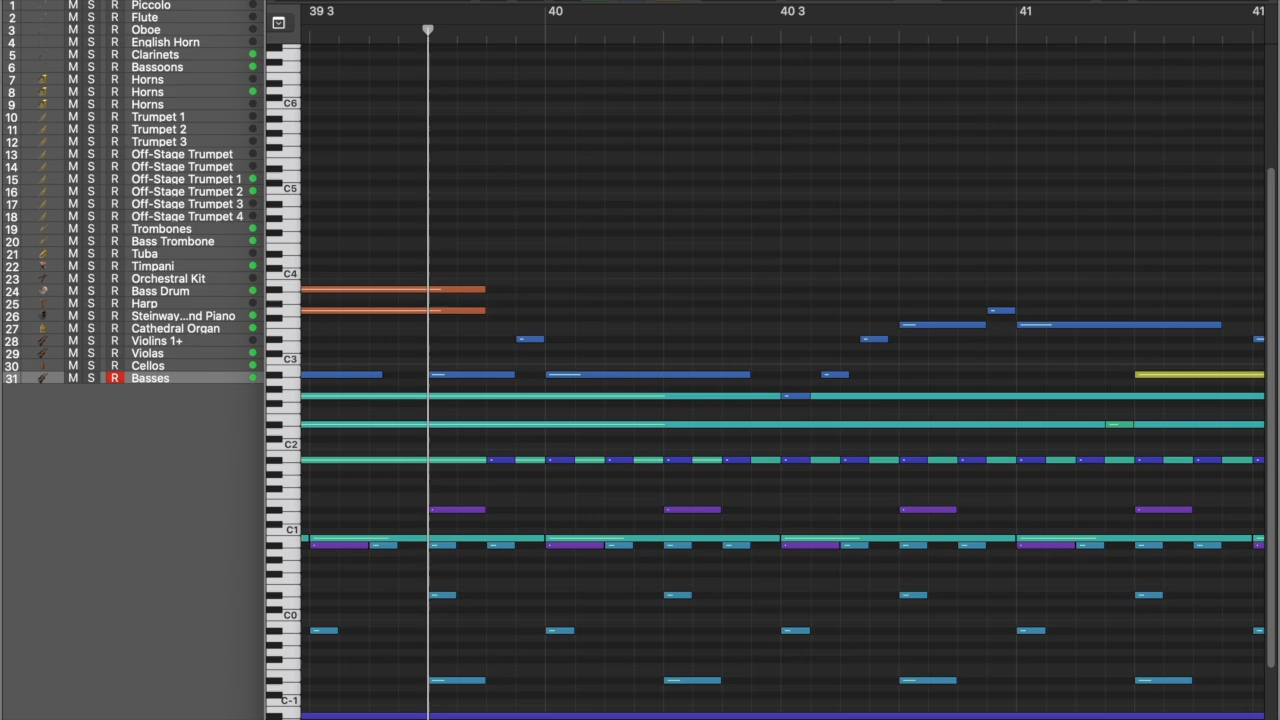 39 3 40 40 3 41 41
1 M S R Piccolo
2 M S R Flute
3 M S R Oboe
4 M S R English Horn
5 M S R Clarinets
6 M S R Bassoons
7 M S R Horns
8 M S R Horns
9 M S R Horns
10 M S R Trumpet 1
11 M S R Trumpet 2
12 M S R Trumpet 3
13 M S R Off-Stage Trumpet
14 M S R Off-Stage Trumpet
15 M S R Off-Stage Trumpet 1
16 M S R Off-Stage Trumpet 2
17 M S R Off-Stage Trumpet 3
18 M S R Off-Stage Trumpet 4
19 M S R Trombones
20 M S R Bass Trombone
21 M S R Tuba
22 M S R Timpani
23 M S R Orchestral Kit
24 M S R Bass Drum
25 M S R Harp
26 M S R Steinway...nd Piano
27 M S R Cathedral Organ
28 M S R Violins 1+
29 M S R Violas
30 M S R Cellos
31 M S R Basses
C6
C5
C4
C3
C2
C1
C0
C-1